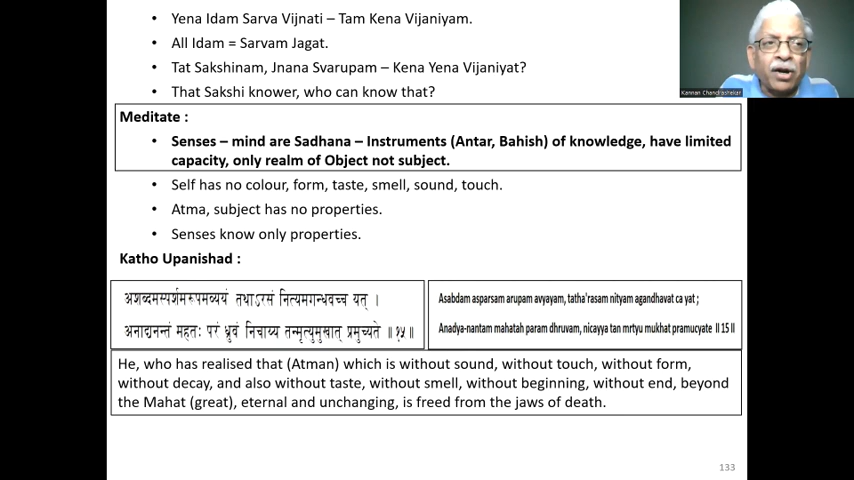 • Yena Idam Sarva Vijnati – Tam Kena Vijaniyam.
• All Idam = Sarvam Jagat.
• Tat Sakshinam, Jnana Svarupam – Kena Yena Vijaniyat?
• That Sakshi knower, who can know that?
Meditate :
• Senses – mind are Sadhana – Instruments (Antar, Bahish) of knowledge, have limited
capacity, only realm of Object not subject.
• Self has no colour, form, taste, smell, sound, touch.
• Atma, subject has no properties.
• Senses know only properties.
Katho Upanishad :
अशब्दमस्पर्शमरूपमव्ययं तथाऽरसं नित्यमगन्धवच्च यत् ।
अनाद्यनन्तं महतः परं ध्रुवं निचाय्य तन्मृत्युमुखात् प्रमुच्यते ॥ १५ ॥
Asabdam asparsam arupam avyayam, tatha'rasam nityam agandhavat ca yat ;
Anadya-nantam mahatah param dhruvam, nicayya tan mrtyu mukhat pramucyate II 15 II
He, who has realised that (Atman) which is without sound, without touch, without form,
without decay, and also without taste, without smell, without beginning, without end, beyond
the Mahat (great), eternal and unchanging, is freed from the jaws of death.
133
Kannan Chandrasekar